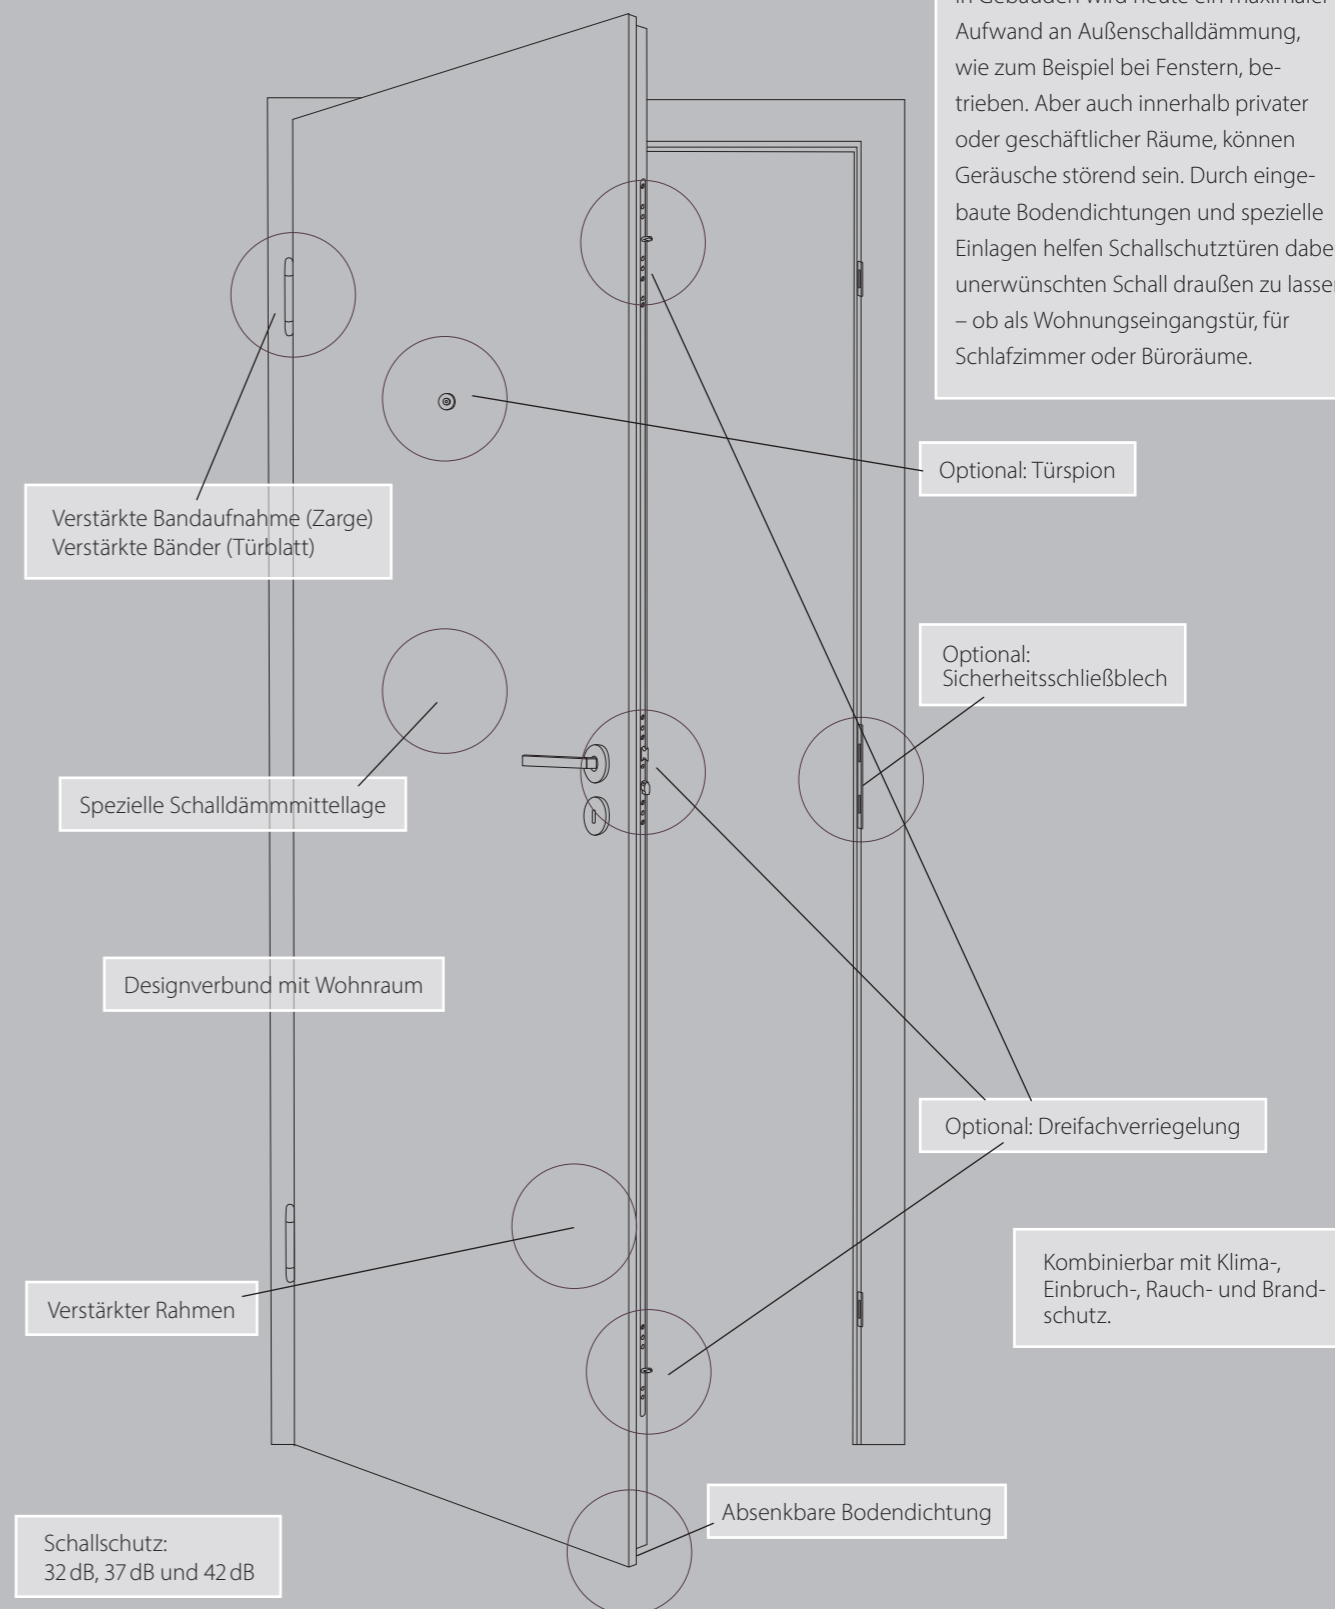 in Gebäuden wird heute ein maximaler
Aufwand an Außenschalldämmung,
wie zum Beispiel bei Fenstern, be-
trieben. Aber auch innerhalb privater
oder geschäftlicher Räume, können
Geräusche störend sein. Durch einge-
baute Bodendichtungen und spezielle
Einlagen helfen Schallschutztüren dabe
unerwünschten Schall draußen zu lasse
– ob als Wohnungseingangstür, für
Schlafzimmer oder Büroräume.
Optional: Türspion
Verstärkte Bandaufnahme (Zarge)
Verstärkte Bänder (Türblatt)
Optional:
Sicherheitsschließblech
Spezielle Schalldämmmittellage
Designverbund mit Wohnraum
Optional: Dreifachverriegelung
Kombinierbar mit Klima-,
Einbruch-, Rauch- und Brand-
schutz.
Verstärkter Rahmen
Absenkbare Bodendichtung
Schallschutz:
32 dB, 37 dB und 42 dB